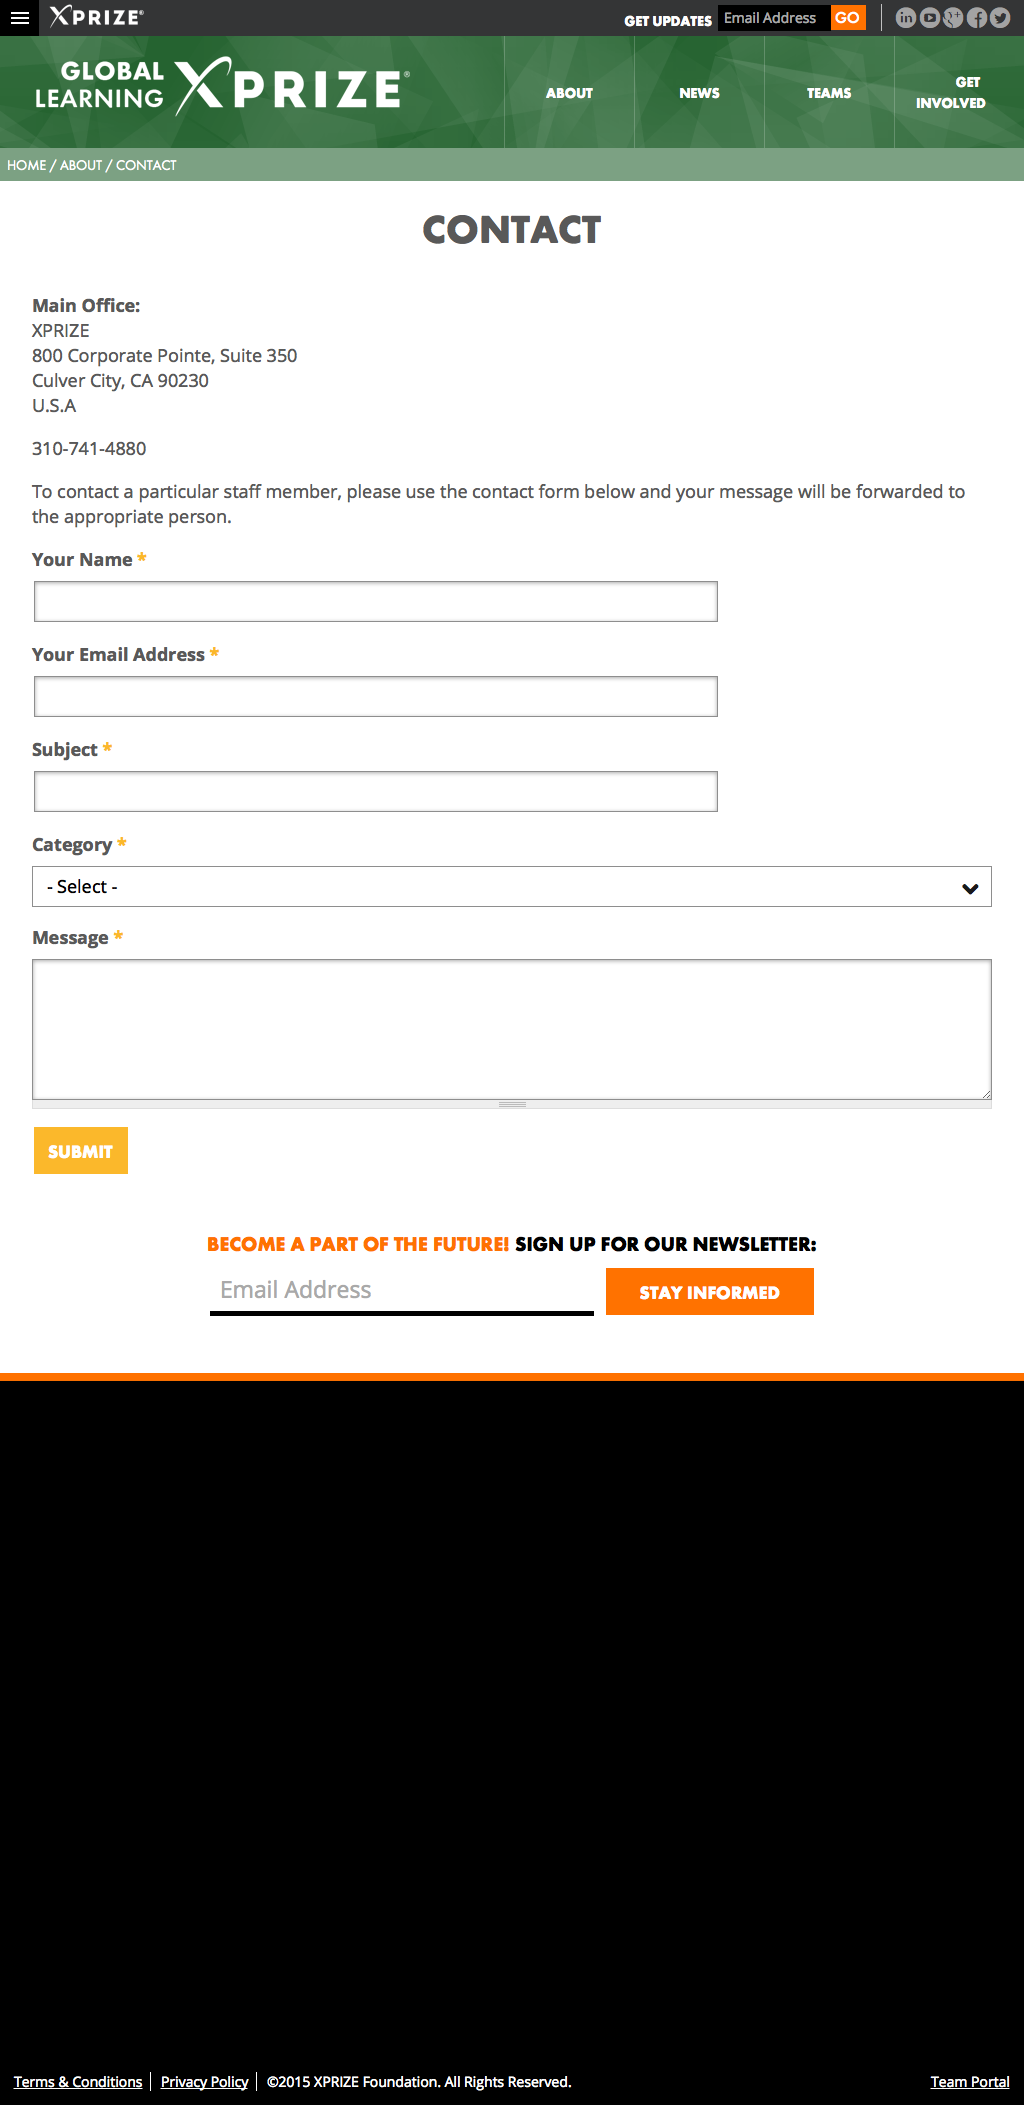 XPRIZE®
GET UPDATES Email Address GO
GLOBAL
LEARNING
XPRIZE®
ABOUT
NEWS
TEAMS
GET
INVOLVED
HOME / ABOUT / CONTACT
CONTACT
Main Office:
XPRIZE
800 Corporate Pointe, Suite 350
Culver City, CA 90230
U.S.A
310-741-4880
To contact a particular staff member, please use the contact form below and your message will be forwarded to
the appropriate person.
Your Name *
Your Email Address *
Subject *
Category *
- Select -
Message *
SUBMIT
BECOME A PART OF THE FUTURE! SIGN UP FOR OUR NEWSLETTER:
Email Address
STAY INFORMED
Terms & Conditions
Privacy Policy
©2015 XPRIZE Foundation. All Rights Reserved.
Team Portal